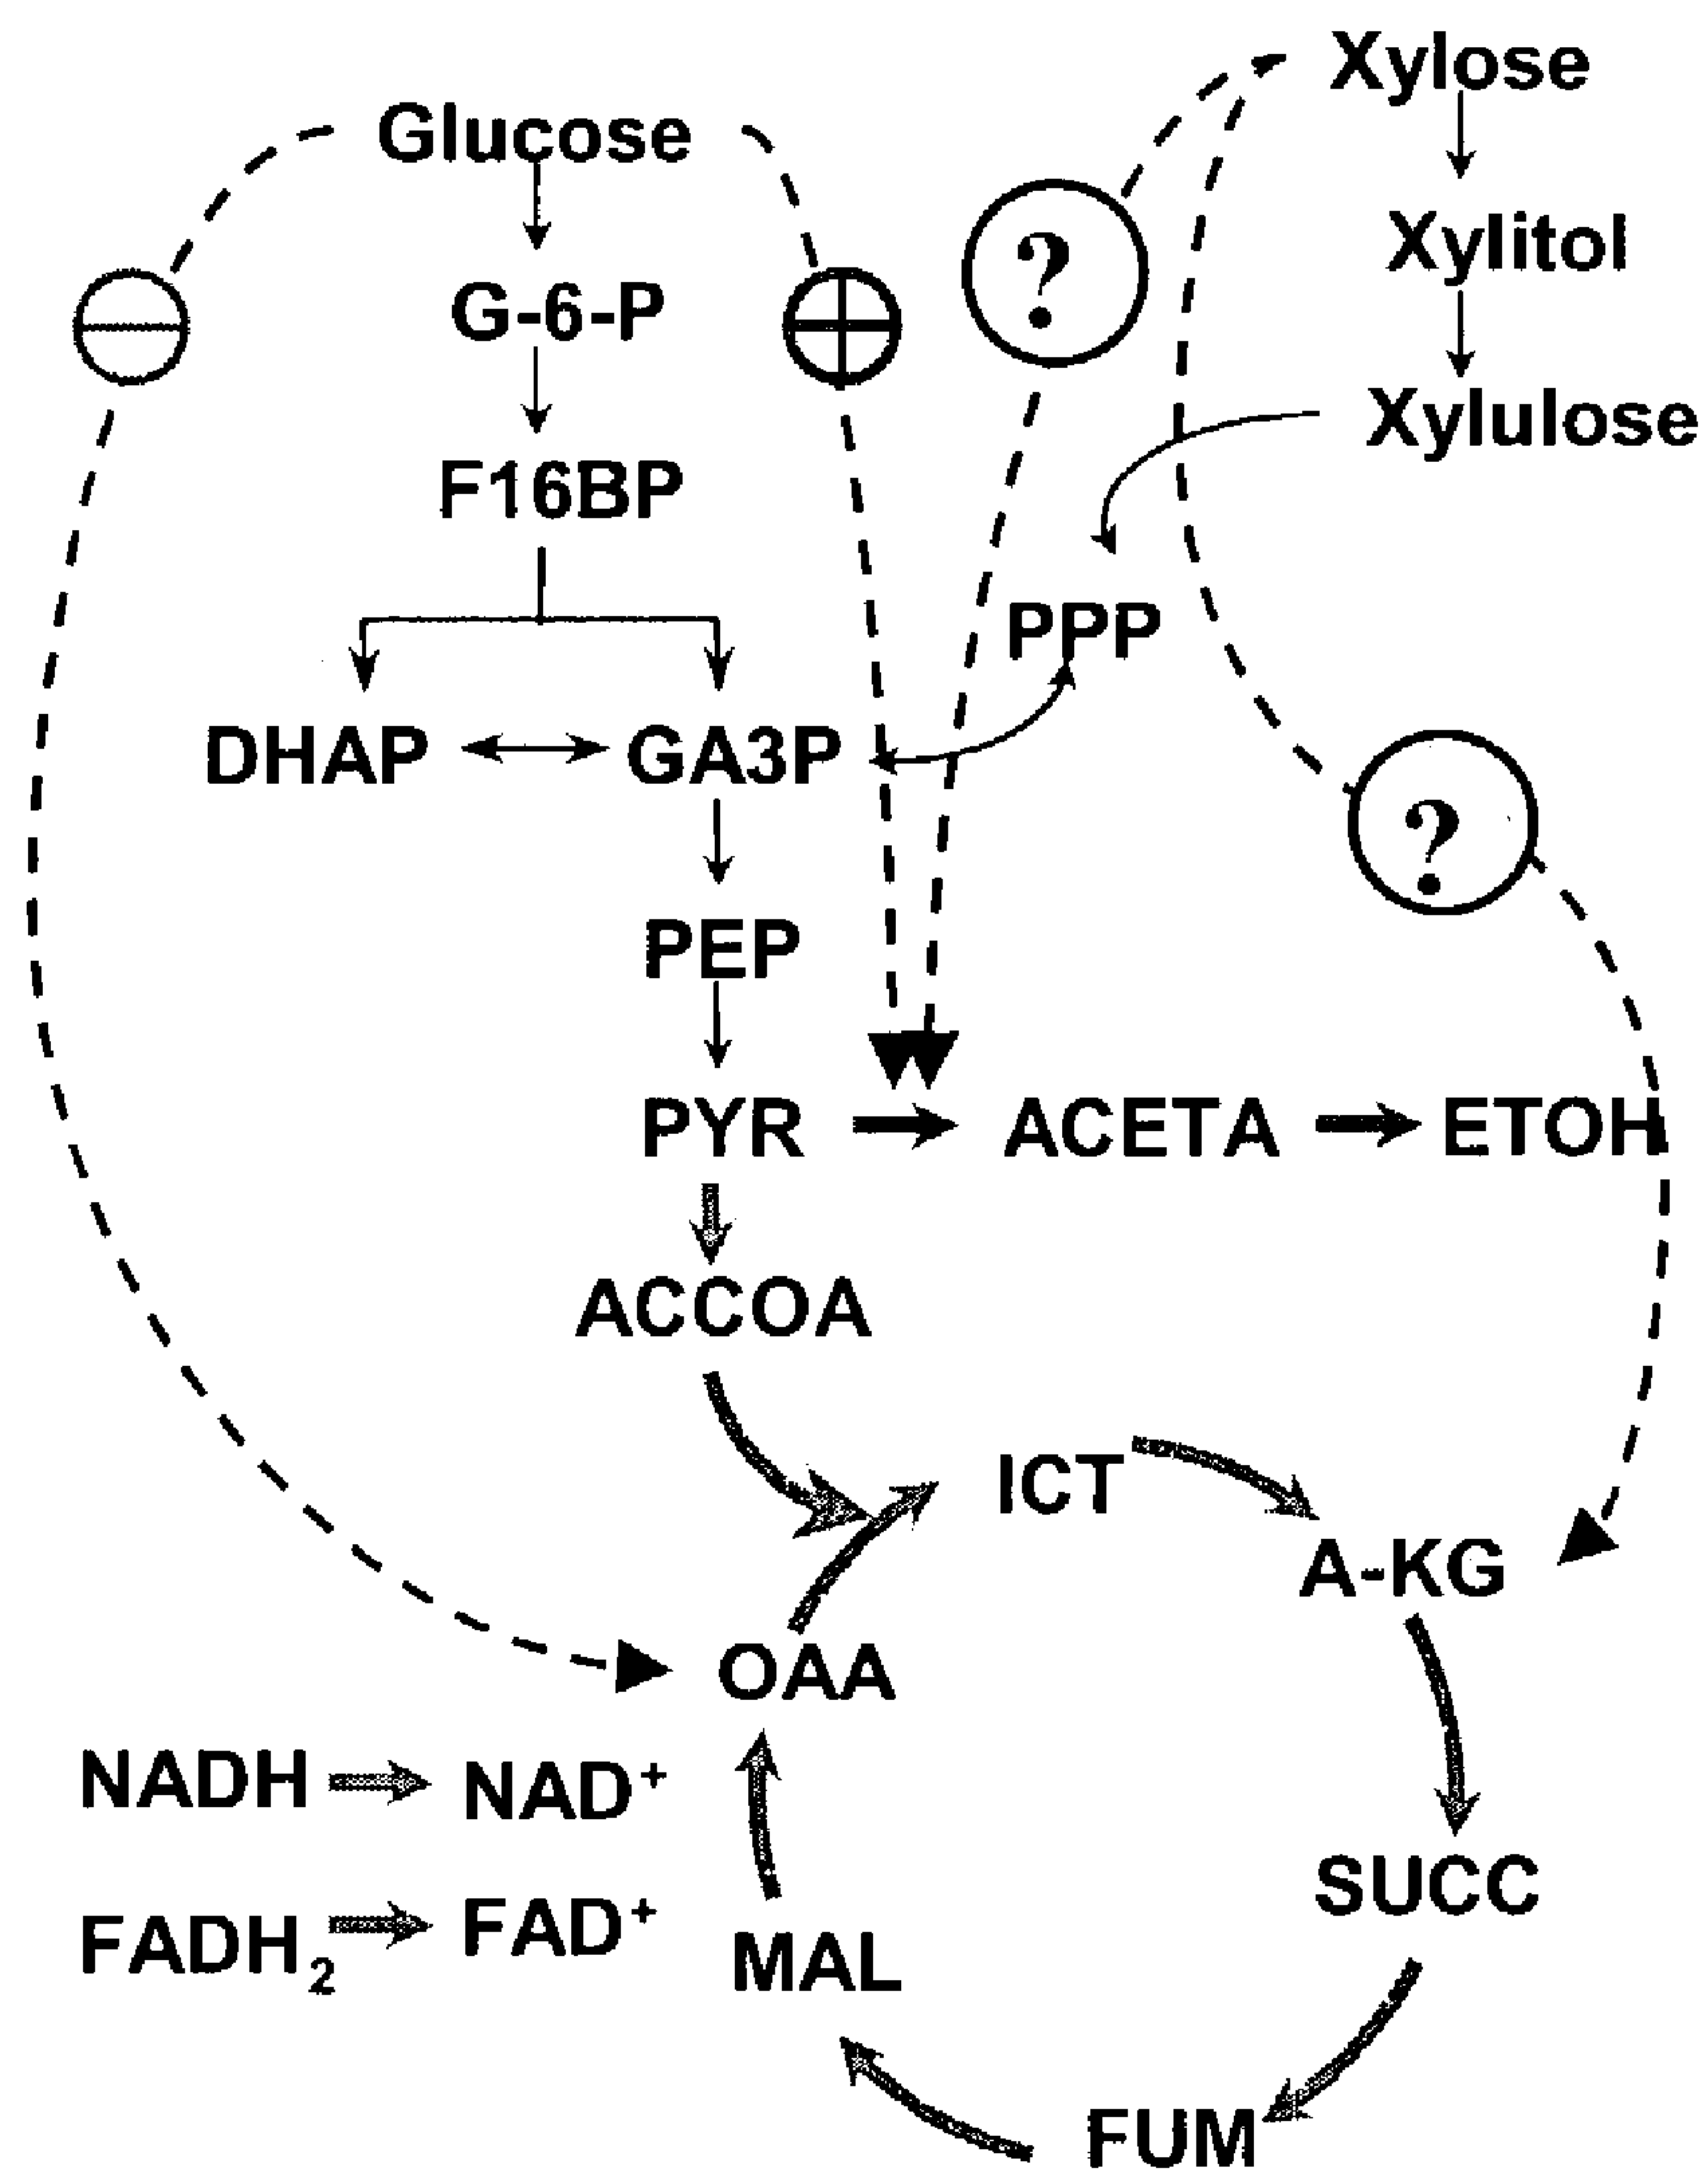 Xylose
Glucose
Xylitol
?
G-6-P
Xylulose
F16BP
PPP
DHAP
GA3P
?
PEP
PYR
ACETA
ETOH
ACCOA
ICT
A-KG
OAA
NADH
NAD+
SUCC
FADH2
FAD+
MAL
FUM